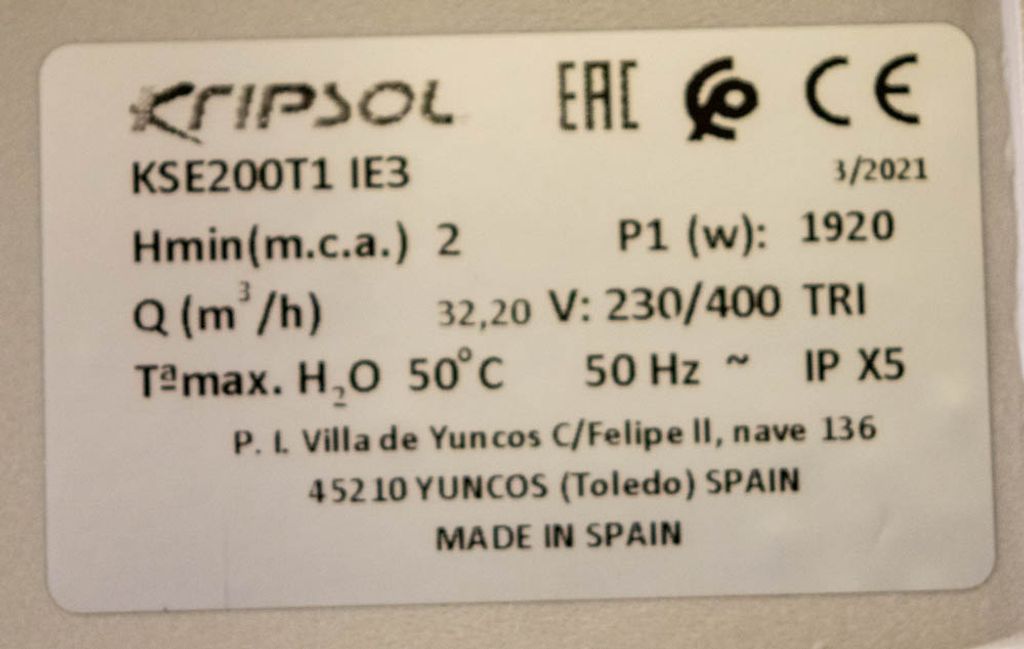 KRIPSOL EAC CE
KSE200T1 IE3 3/2021
Hmin(m.c.a.) 2 P1 (w): 1920
Q (m³/h) 32,20 V: 230/400 TRI
Tªmax. H₂O 50°C 50 Hz ~ IP X5
P. I. Villa de Yuncos C/Felipe II, nave 136
45210 YUNCOS (Toledo) SPAIN
MADE IN SPAIN